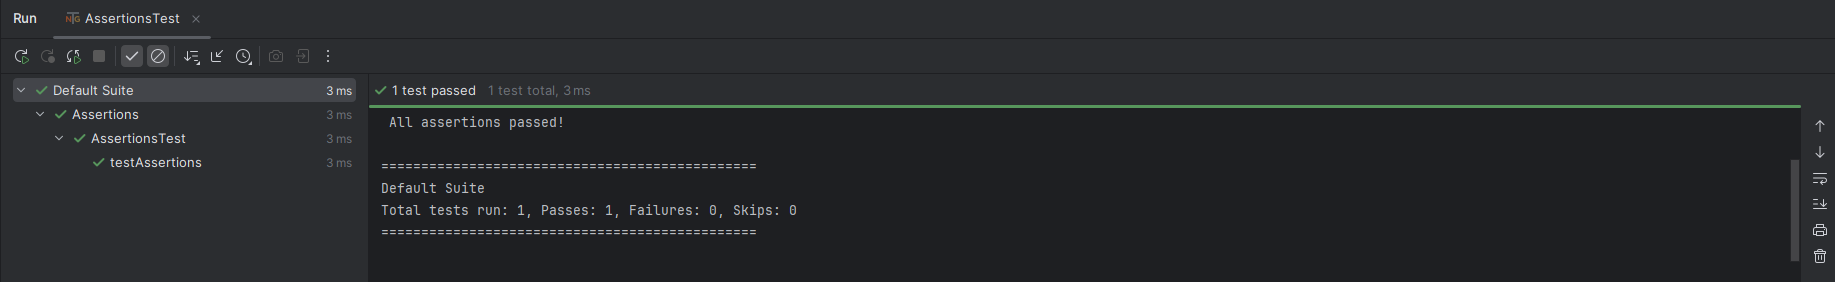 Run NTG AssertionsTest
Default Suite 3 ms
Assertions 3 ms
AssertionsTest 3 ms
testAssertions 3 ms
1 test passed 1 test total, 3 ms
All assertions passed!
===============================================
Default Suite
Total tests run: 1, Passes: 1, Failures: 0, Skips: 0
===============================================